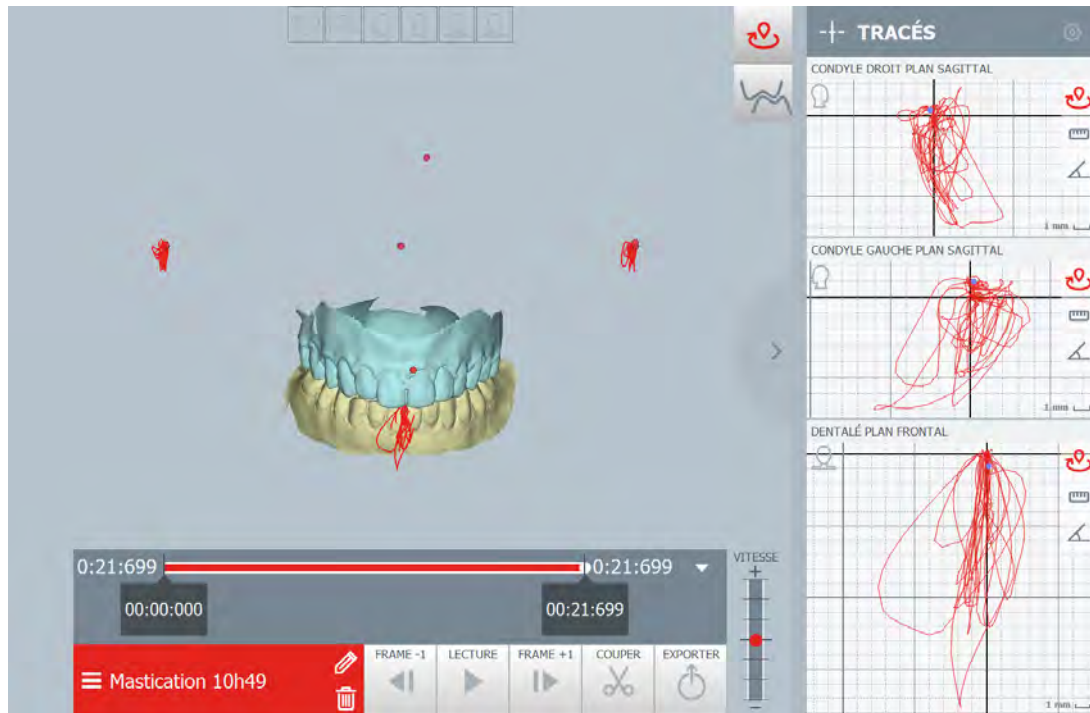 TRACÉS
CONDYLE DROIT PLAN SAGITTAL
1 mm
CONDYLE GAUCHE PLAN SAGITTAL
1 mm
DENTALÉ PLAN FRONTAL
1 mm
0:21:699
0:21:699
00:00:000
00:21:699
VITESSE
+
−
Mastication 10h49
FRAME -1
LECTURE
FRAME +1
COUPER
EXPORTER